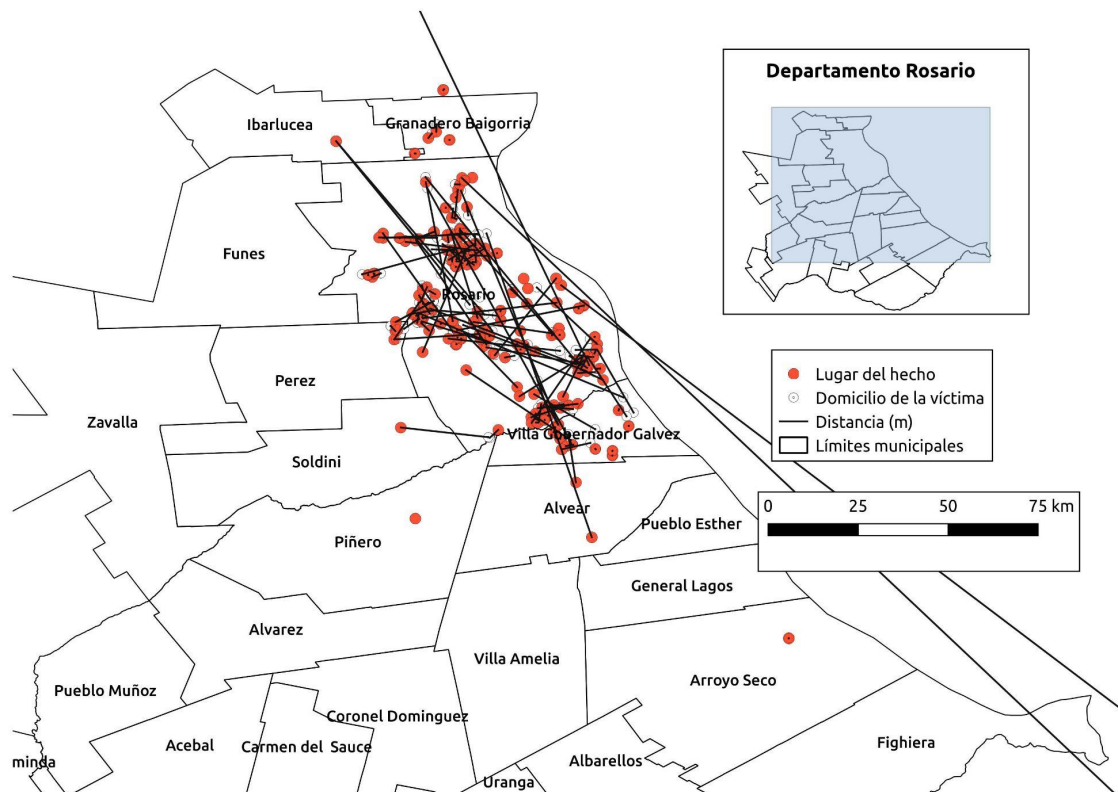 Departamento Rosario
Ibarlucea
Granadero Baigorria
Funes
Rosario
Perez
Zavalla
Lugar del hecho
Domicilio de la víctima
Distancia (m)
Límites municipales
Villa Gobernador Galvez
Soldini
Alvear
Pueblo Esther
0 25 50 75 km
Piñero
General Lagos
Alvarez
Villa Amelia
Arroyo Seco
Pueblo Muñoz
Coronel Dominguez
Acebal
Carmen del Sauce
Fighiera
Albarellos
minda
Uranga